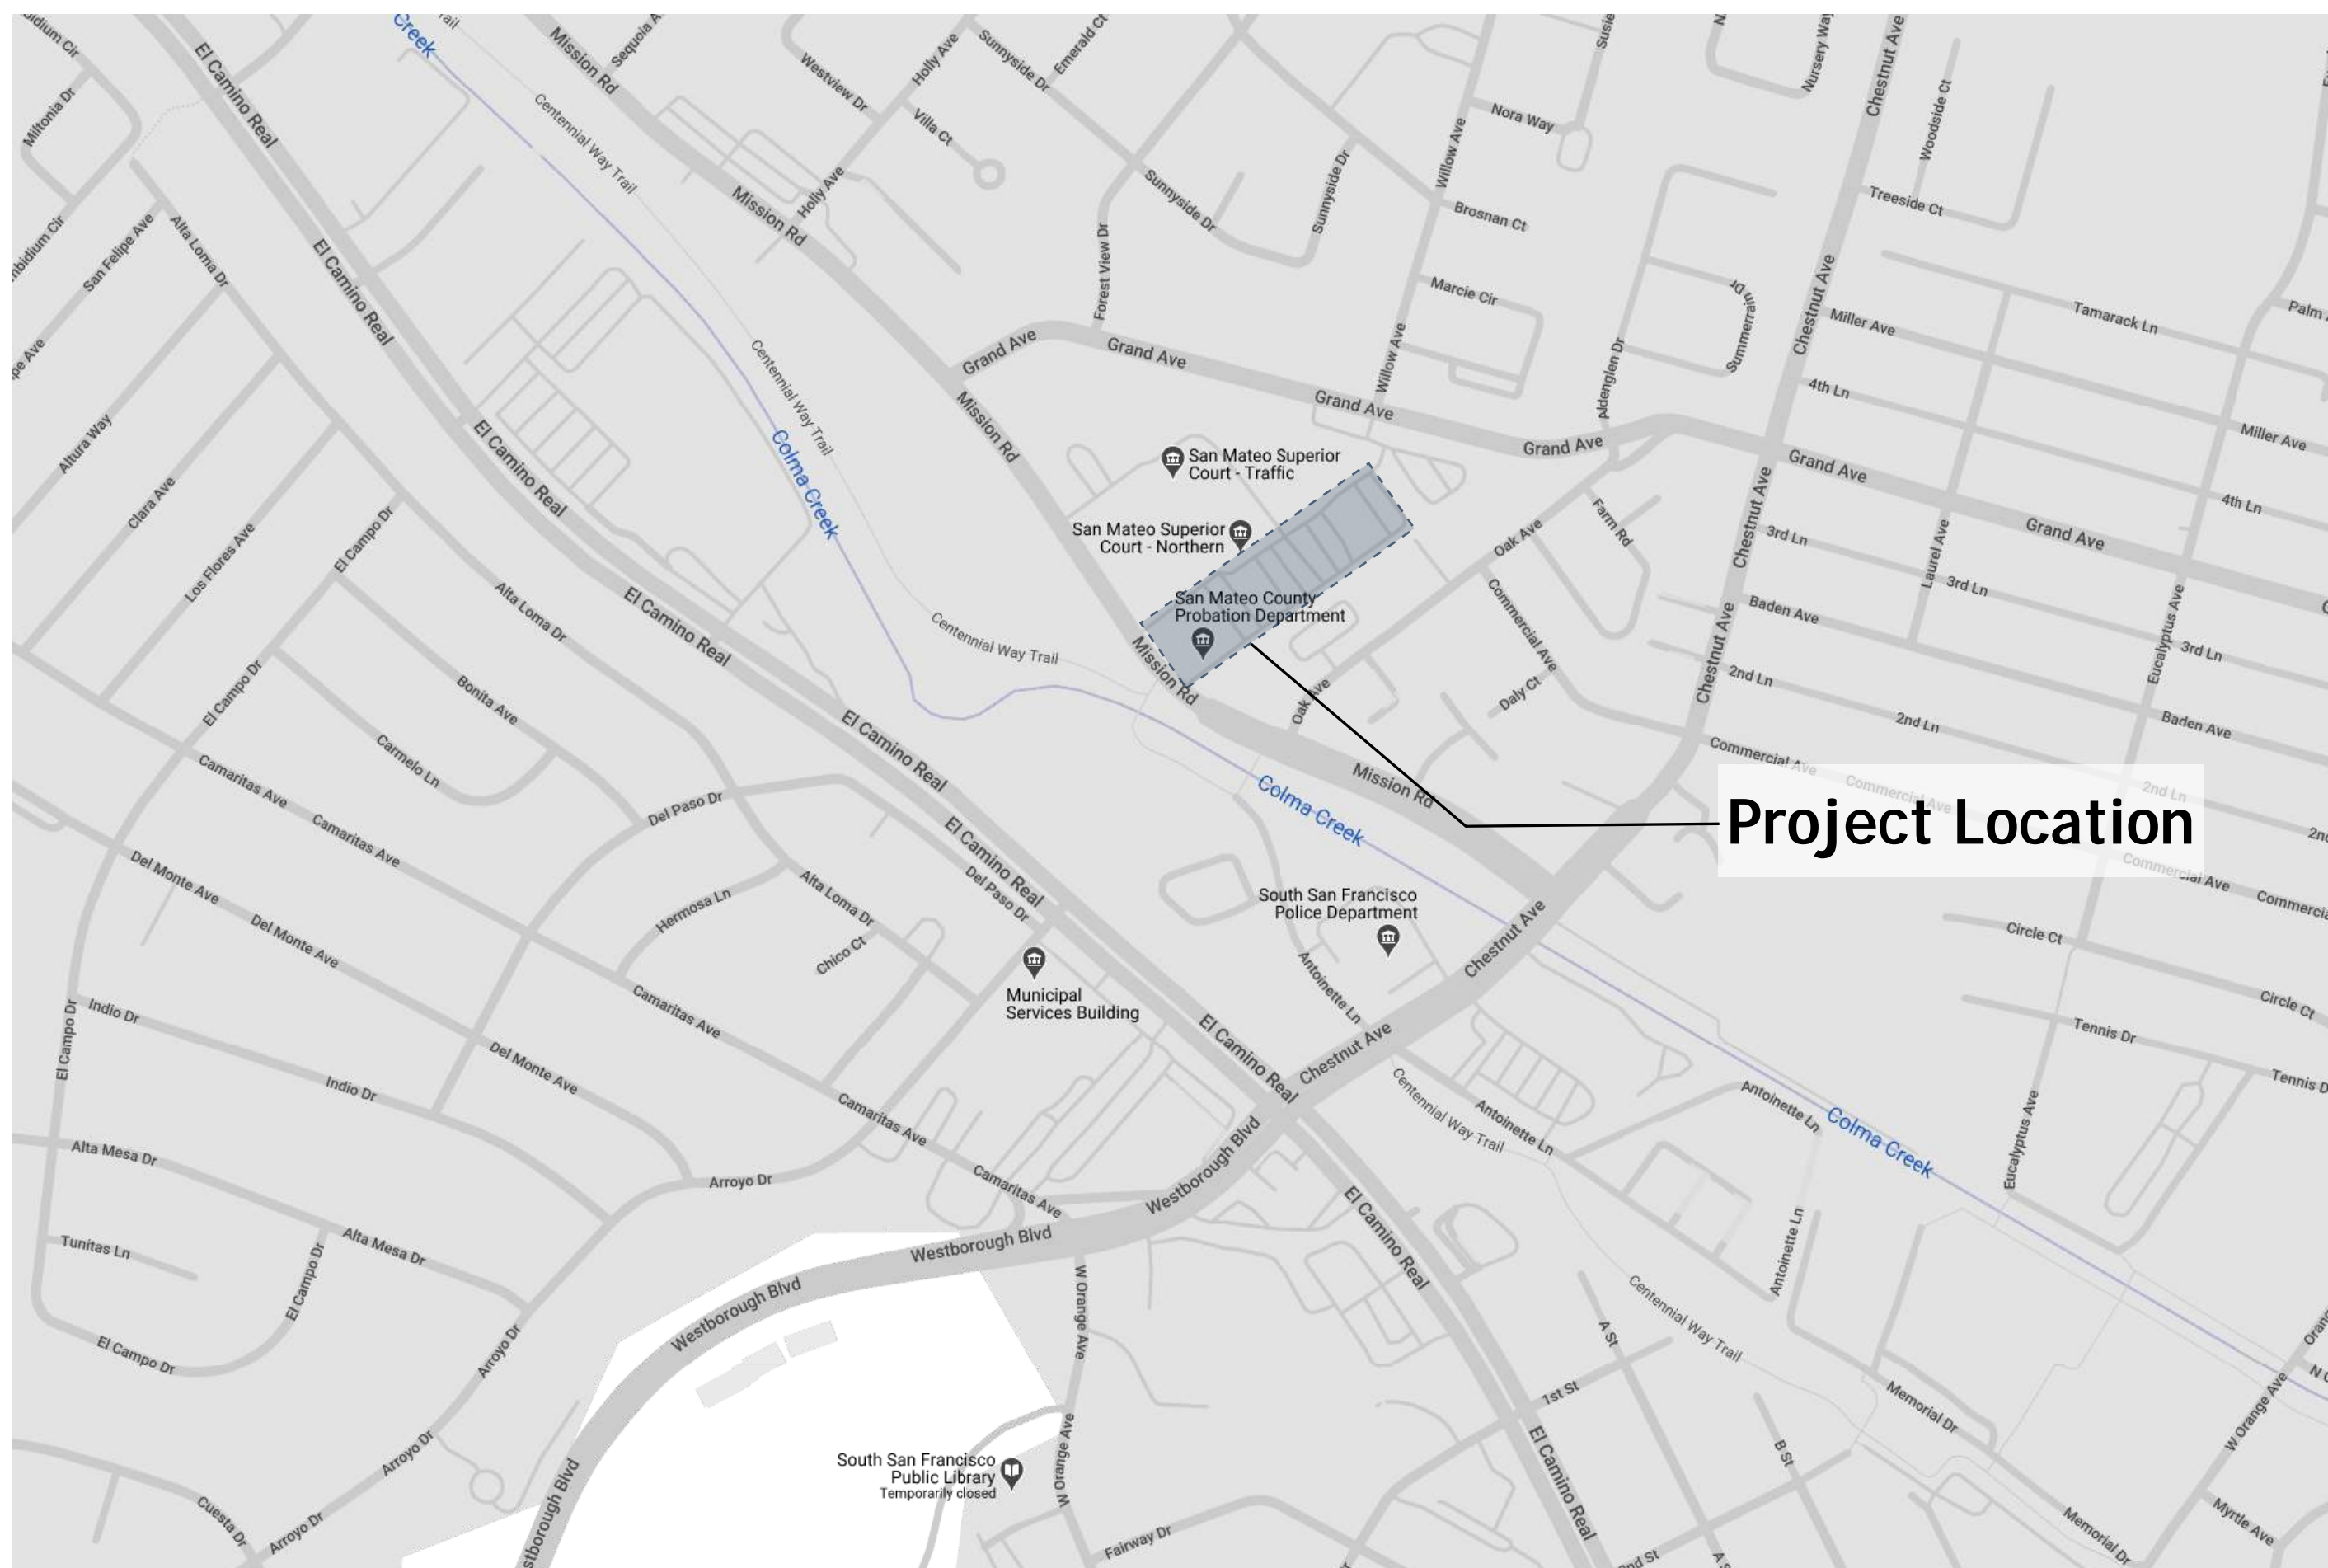 Creek
Mission Rd
Sequoia A
El Camino Real
Miltonia Dr
Westview Dr
Holly Ave
Sunnyside Dr
Emerald Ct
Susie
Nursery Way
Chestnut Ave
Woodside Ct
Centennial Way Trail
Villa Ct
Nora Way
Willow Ave
Mission Rd
Holly Ave
Sunnyside Dr
Sunnyside Dr
Brosnan Ct
Treeside Ct
San Felipe Ave
Alta Loma Dr
El Camino Real
Forest View Dr
Marcie Cir
Summerrain Dr
Chestnut Ave
Miller Ave
Tamarack Ln
Palm
Grand Ave
Grand Ave
Willow Ave
Aldenglen Dr
Centennial Way Trail
4th Ln
Grand Ave
Mission Rd
Altura Way
El Camino Real
Colma Creek
San Mateo Superior
Court - Traffic
Grand Ave
Grand Ave
Miller Ave
Clara Ave
San Mateo Superior
Court - Northern
Chestnut Ave
4th Ln
Los Flores Ave
El Campo Dr
Farm Rd
Oak Ave
3rd Ln
Laurel Ave
Grand Ave
Alta Loma Dr
El Camino Real
San Mateo County
Probation Department
Centennial Way Trail
Commercial Ave
Chestnut Ave
Baden Ave
3rd Ln
Eucalyptus Ave
3rd Ln
Mission Rd
El Campo Dr
Bonita Ave
Oak Ave
Daly Ct
2nd Ln
2nd Ln
Baden Ave
El Camino Real
Carmelo Ln
Camaritas Ave
Mission Rd
Colma Creek
Commercial Ave
Commercial Ave
2nd Ln
Project Location
Del Paso Dr
Camaritas Ave
El Camino Real
Del Paso Dr
Commercial Ave
Del Monte Ave
Alta Loma Dr
Hermosa Ln
South San Francisco
Police Department
Chestnut Ave
Circle Ct
Del Monte Ave
Chico Ct
Antoinette Ln
Municipal
Services Building
Camaritas Ave
Circle Ct
Indio Dr
El Campo Dr
El Camino Real
Chestnut Ave
Tennis Dr
Del Monte Ave
Indio Dr
Camaritas Ave
Centennial Way Trail
Antoinette Ln
Antoinette Ln
Colma Creek
Eucalyptus Ave
Tennis D
Alta Mesa Dr
Arroyo Dr
Camaritas Ave
Westborough Blvd
El Camino Real
Tunitas Ln
Alta Mesa Dr
El Campo Dr
Westborough Blvd
Antoinette Ln
Westborough Blvd
W Orange Ave
Centennial Way Trail
A St
El Campo Dr
Arroyo Dr
1st St
Memorial Dr
W Orange Ave
Arroyo Dr
W Orange Ave
El Camino Real
B St
South San Francisco
Public Library
Temporarily closed
Cuesta Dr
Arroyo Dr
Fairway Dr
Memorial Dr
Myrtle Ave